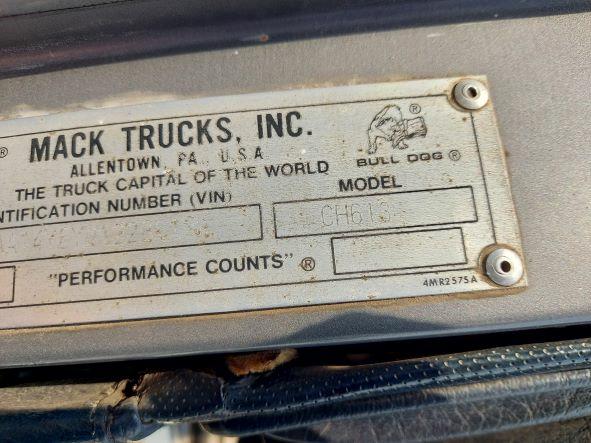 ® MACK TRUCKS, INC. ®
ALLENTOWN, PA. U.S.A
THE TRUCK CAPITAL OF THE WORLD
BULL DOG ®
NTIFICATION NUMBER (VIN)
MODEL
CH613
"PERFORMANCE COUNTS" ®
4MR2575A